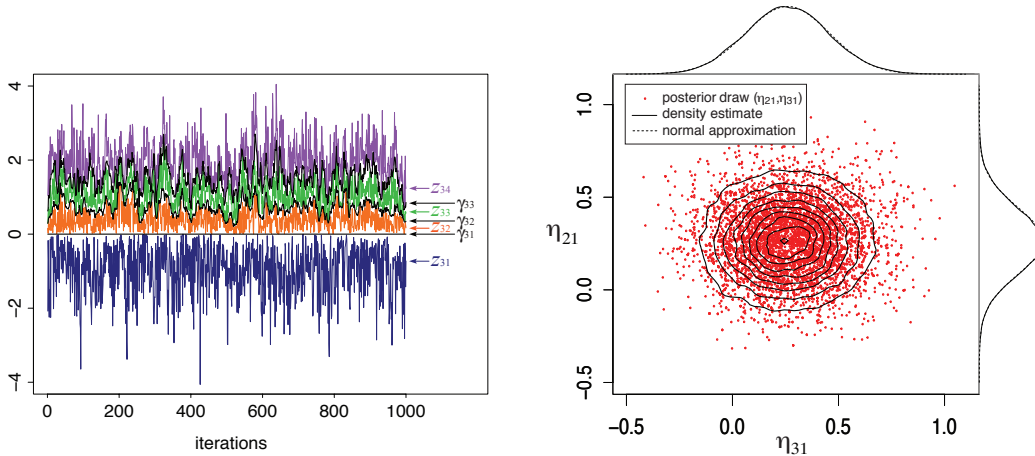 4
2
0
−2
−4
0
200
400
600
800
1000
iterations
z34
γ33
z33
γ32
z32
γ31
z31
posterior draw (η21,η31)
density estimate
normal approximation
1.0
0.5
0.0
−0.5
η21
−0.5
0.0
0.5
1.0
η31